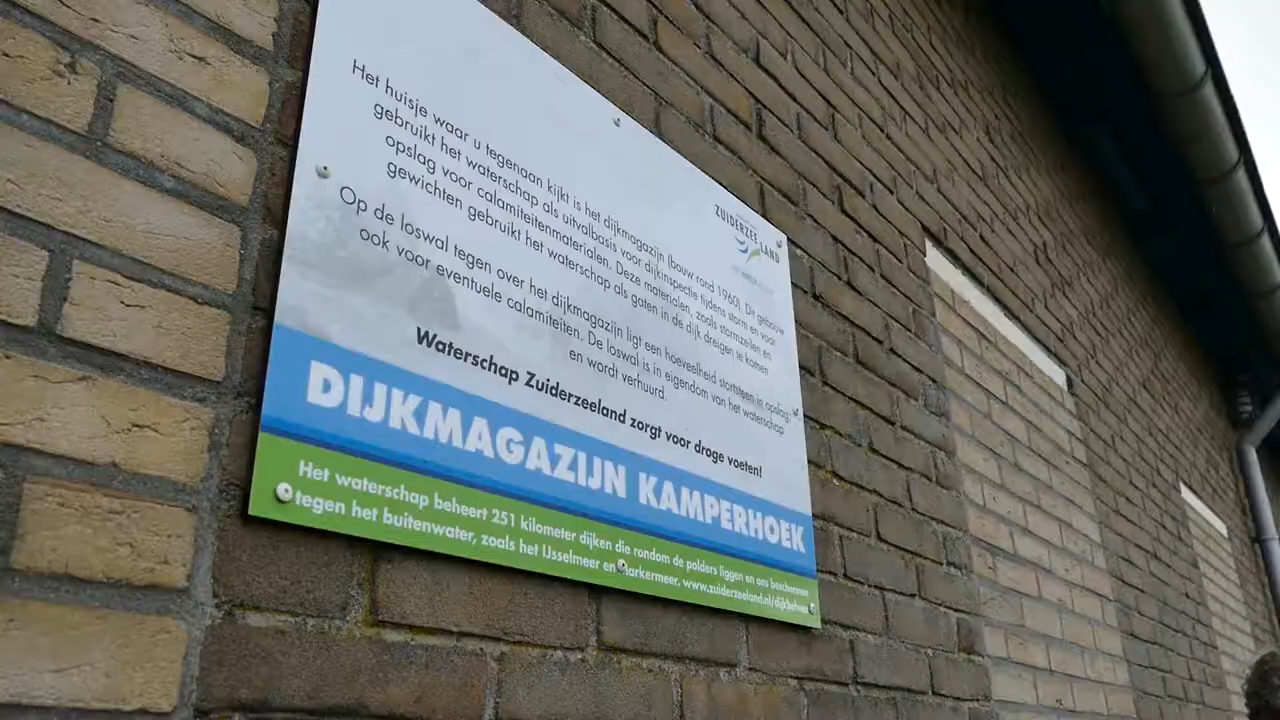 ZUIDERZEELAND
Het huisje waar u tegenaan kijkt is het dijkmagazijn (bouw rond 1960). Dit gebouw
gebruikt het waterschap als uitvalbasis voor dijkinspectie tijdens storm en voor
opslag voor calamiteitenmaterialen. Deze materialen, zoals stormzeilen en
gewichten gebruikt het waterschap als gaten in de dijk dreigen te komen
Op de loswal tegen over het dijkmagazijn ligt een hoeveelheid stortsteen in opslag;
ook voor eventuele calamiteiten. De loswal is in eigendom van het waterschap
en wordt verhuurd.
Waterschap Zuiderzeeland zorgt voor droge voeten!
DIJKMAGAZIJN KAMPERHOEK
Het waterschap beheert 251 kilometer dijken die rondom de polders liggen en ons beschermen
tegen het buitenwater, zoals het IJsselmeer en Markermeer. www.zuiderzeeland.nl/dijkbeheer